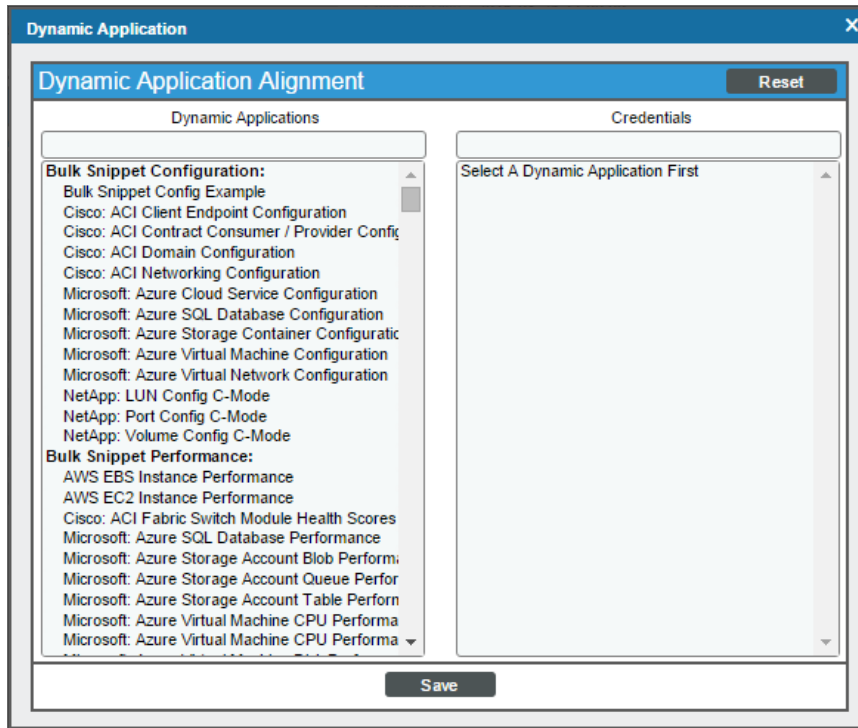 Dynamic Application
Dynamic Application Alignment
Reset
Dynamic Applications
Bulk Snippet Configuration:
Bulk Snippet Config Example
Cisco: ACI Client Endpoint Configuration
Cisco: ACI Contract Consumer / Provider Config
Cisco: ACI Domain Configuration
Cisco: ACI Networking Configuration
Microsoft: Azure Cloud Service Configuration
Microsoft: Azure SQL Database Configuration
Microsoft: Azure Storage Container Configuratic
Microsoft: Azure Virtual Machine Configuration
Microsoft: Azure Virtual Network Configuration
NetApp: LUN Config C-Mode
NetApp: Port Config C-Mode
NetApp: Volume Config C-Mode
Bulk Snippet Performance:
AWS EBS Instance Performance
AWS EC2 Instance Performance
Cisco: ACI Fabric Switch Module Health Scores
Microsoft: Azure SQL Database Performance
Microsoft: Azure Storage Account Blob Performa
Microsoft: Azure Storage Account Queue Perfor
Microsoft: Azure Storage Account Table Perform
Microsoft: Azure Virtual Machine CPU Performa
Microsoft: Azure Virtual Machine CPU Performa
Credentials
Select A Dynamic Application First
Save